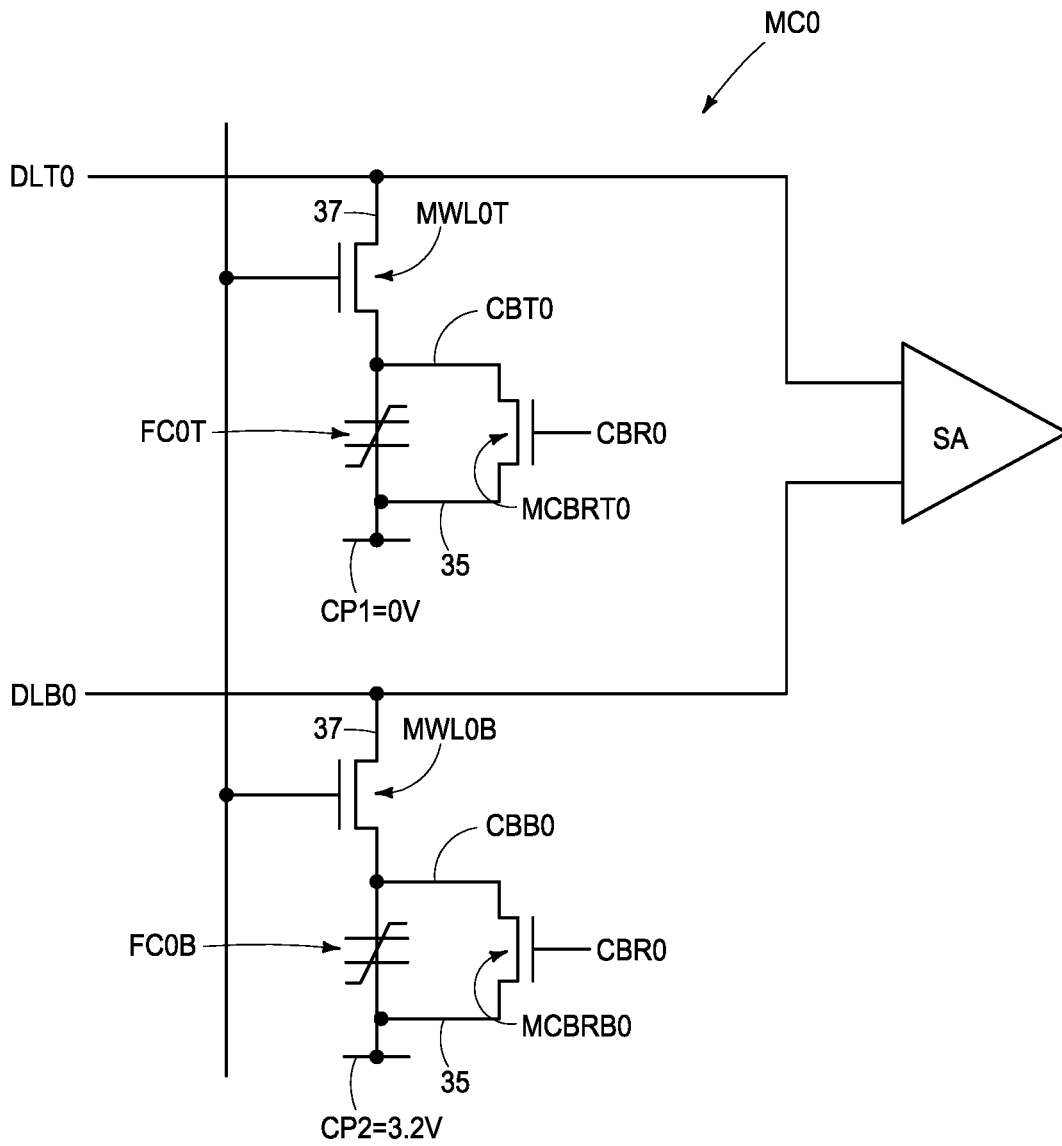 MC0
DLT0
37
MWL0T
CBT0
FC0T
CBR0
SA
MCBRT0
35
CP1=0V
DLB0
37
MWL0B
CBB0
FC0B
CBR0
MCBRB0
35
CP2=3.2V